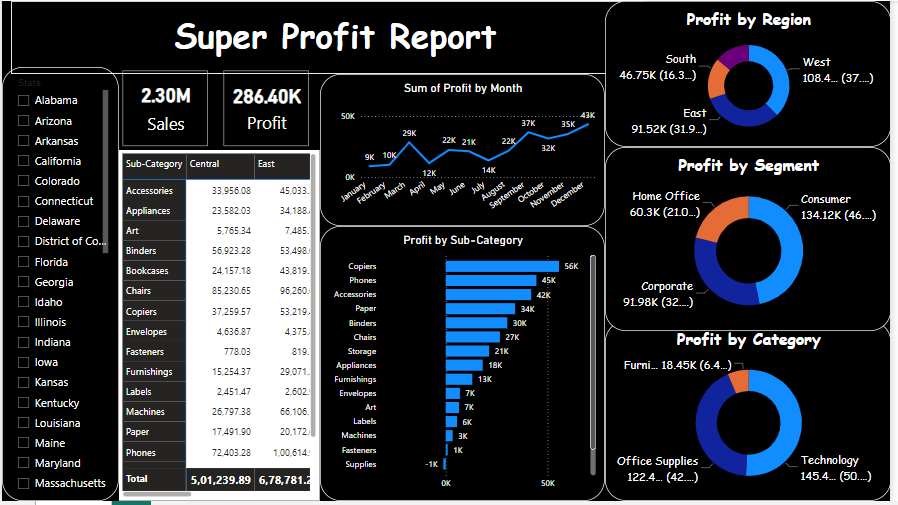 Super Profit Report
State
Alabama
Arizona
Arkansas
California
Colorado
Connecticut
Delaware
District of Co...
Florida
Georgia
Idaho
Illinois
Indiana
Iowa
Kansas
Kentucky
Louisiana
Maine
Maryland
Massachusetts
2.30M
Sales
286.40K
Profit
Sub-Category Central East
Accessories 33,956.08 45,033.
Appliances 23,582.03 34,188.
Art 5,765.34 7,485.
Binders 56,923.28 53,498.
Bookcases 24,157.18 43,819.
Chairs 85,230.65 96,260.
Copiers 37,259.57 53,219.
Envelopes 4,636.87 4,375.
Fasteners 778.03 819.
Furnishings 15,254.37 29,071.
Labels 2,451.47 2,602.
Machines 26,797.38 66,106.
Paper 17,491.90 20,172.
Phones 72,403.28 1,00,614.
Total 5,01,239.89 6,78,781.2
Sum of Profit by Month
50K
0K
9K 10K 29K 12K 22K 21K 14K 22K 37K 32K 35K 43K
January February March April May June July August September October November December
Profit by Sub-Category
Copiers 56K
Phones 45K
Accessories 42K
Paper 34K
Binders 30K
Chairs 27K
Storage 21K
Appliances 18K
Furnishings 13K
Envelopes 7K
Art 7K
Labels 6K
Machines 3K
Fasteners 1K
Supplies -1K
0K 50K
Profit by Region
South
46.75K (16.3...)
West
108.4... (37....)
East
91.52K (31.9...)
Profit by Segment
Home Office
60.3K (21.0...)
Consumer
134.12K (46....)
Corporate
91.98K (32....)
Profit by Category
Furni... 18.45K (6.4...)
Office Supplies
122.4... (42....)
Technology
145.4... (50....)